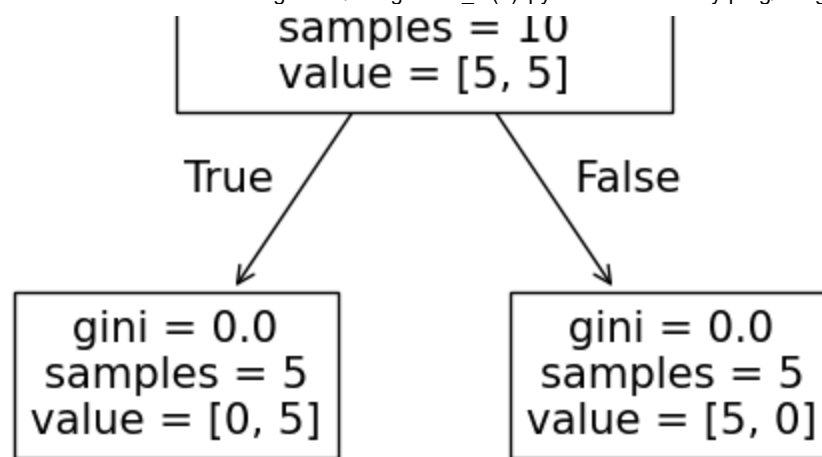 samples = 10
value = [5, 5]
True
False
gini = 0.0
samples = 5
value = [0, 5]
gini = 0.0
samples = 5
value = [5, 0]